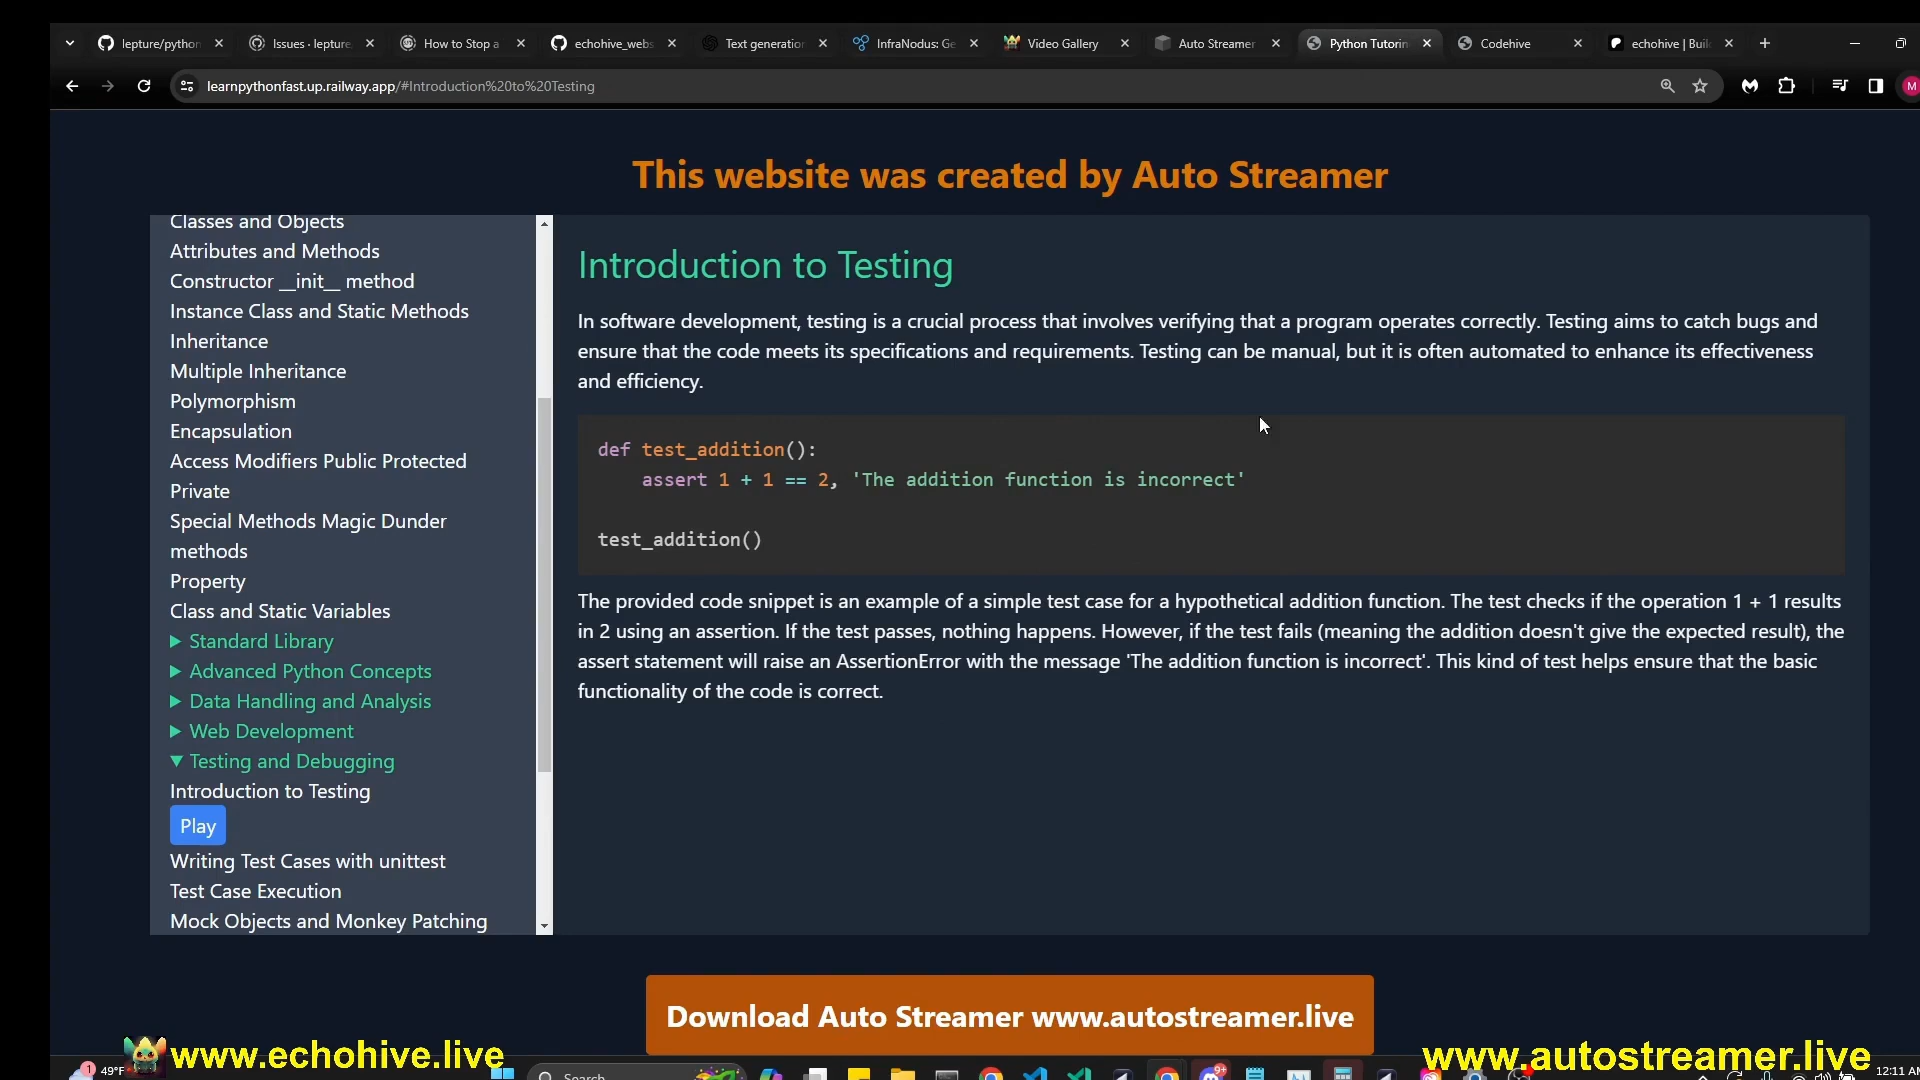 lepture/python
Issues · lepture
How to Stop a
echohive_webs
Text generation
InfraNodus: Ge
Video Gallery
Auto Streamer
Python Tutorin
Codehive
echohive | Buil
learnpythonfast.up.railway.app/#Introduction%20to%20Testing
M
This website was created by Auto Streamer
Classes and Objects
Attributes and Methods
Constructor __init__ method
Instance Class and Static Methods
Inheritance
Multiple Inheritance
Polymorphism
Encapsulation
Access Modifiers Public Protected
Private
Special Methods Magic Dunder
methods
Property
Class and Static Variables
Standard Library
Advanced Python Concepts
Data Handling and Analysis
Web Development
Testing and Debugging
Introduction to Testing
Play
Writing Test Cases with unittest
Test Case Execution
Mock Objects and Monkey Patching
Introduction to Testing
In software development, testing is a crucial process that involves verifying that a program operates correctly. Testing aims to catch bugs and
ensure that the code meets its specifications and requirements. Testing can be manual, but it is often automated to enhance its effectiveness
and efficiency.
def test_addition():
    assert 1 + 1 == 2, 'The addition function is incorrect'
test_addition()
The provided code snippet is an example of a simple test case for a hypothetical addition function. The test checks if the operation 1 + 1 results
in 2 using an assertion. If the test passes, nothing happens. However, if the test fails (meaning the addition doesn't give the expected result), the
assert statement will raise an AssertionError with the message 'The addition function is incorrect'. This kind of test helps ensure that the basic
functionality of the code is correct.
Download Auto Streamer www.autostreamer.live
www.echohive.live
www.autostreamer.live
1
49°F
Search
9+
12:11 AM